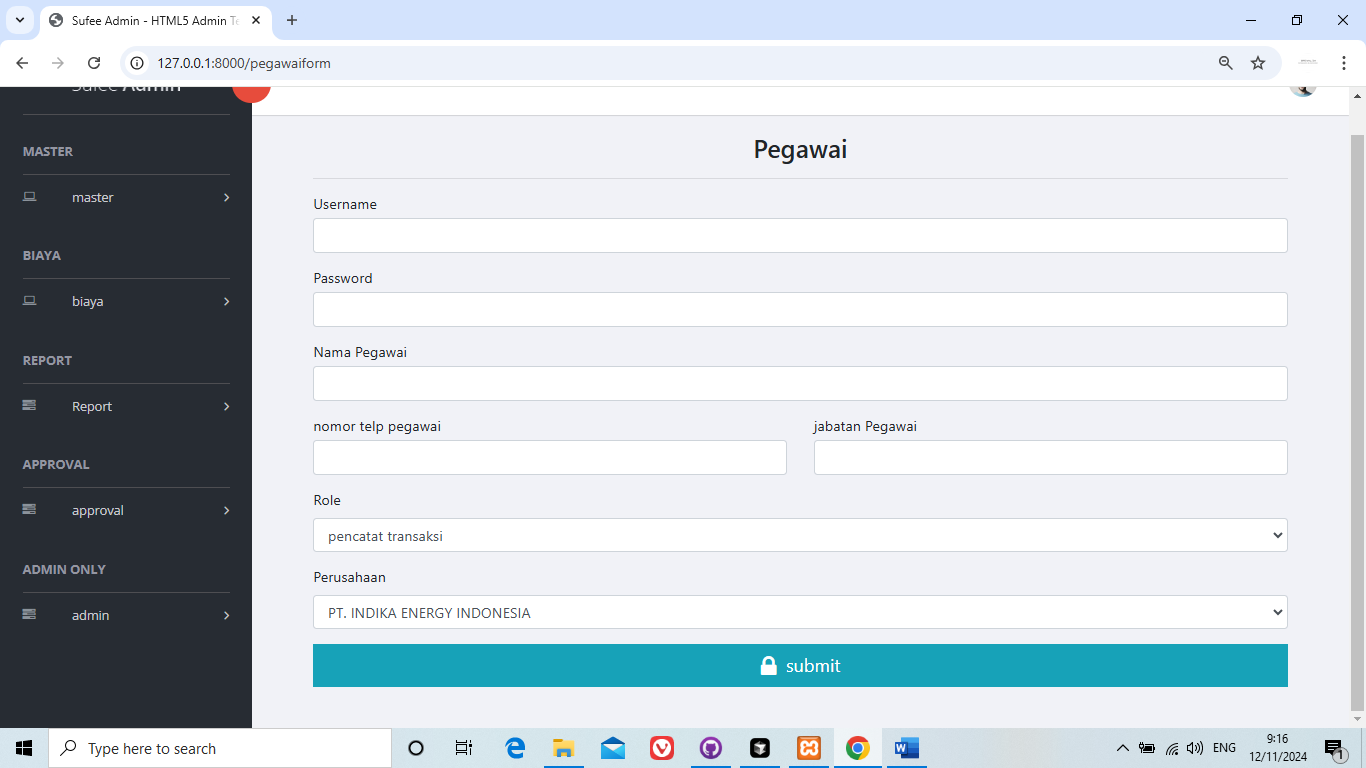 Sufee Admin - HTML5 Admin Te
127.0.0.1:8000/pegawaiform
Sufee Admin
MASTER
master
BIAYA
biaya
REPORT
Report
APPROVAL
approval
ADMIN ONLY
admin
Pegawai
Username
Password
Nama Pegawai
nomor telp pegawai
jabatan Pegawai
Role
pencatat transaksi
Perusahaan
PT. INDIKA ENERGY INDONESIA
submit
Type here to search
ENG
9:16
12/11/2024
1